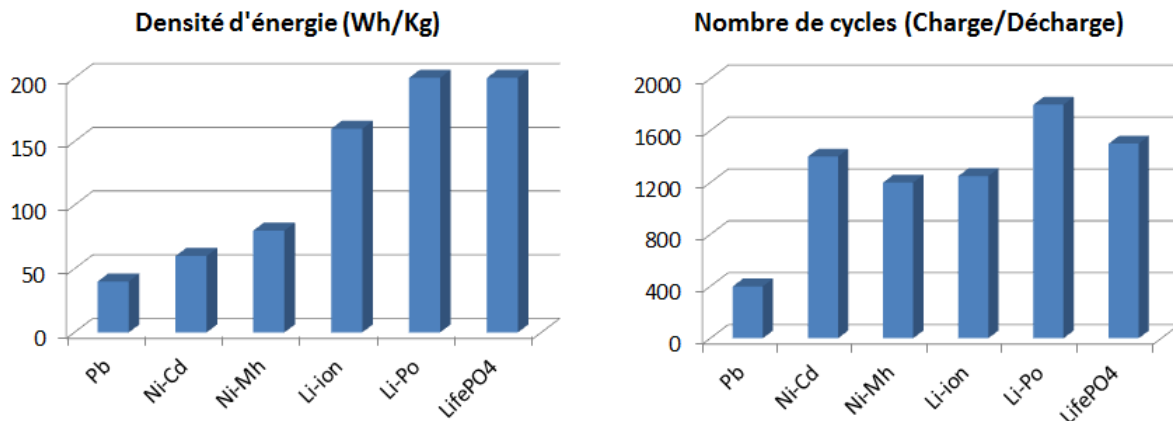 Densité d'énergie (Wh/Kg)
200
150
100
50
0
Pb
Ni-Cd
Ni-Mh
Li-ion
Li-Po
LifePO4
Nombre de cycles (Charge/Décharge)
2000
1600
1200
800
400
0
Pb
Ni-Cd
Ni-Mh
Li-ion
Li-Po
LifePO4